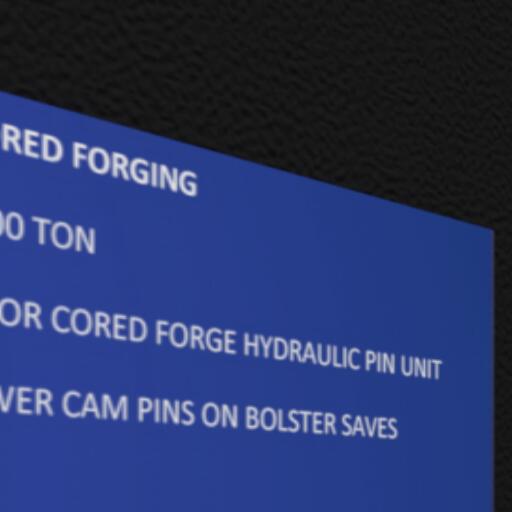 RED FORGING
00 TON
OR CORED FORGE HYDRAULIC PIN UNIT
VER CAM PINS ON BOLSTER SAVES